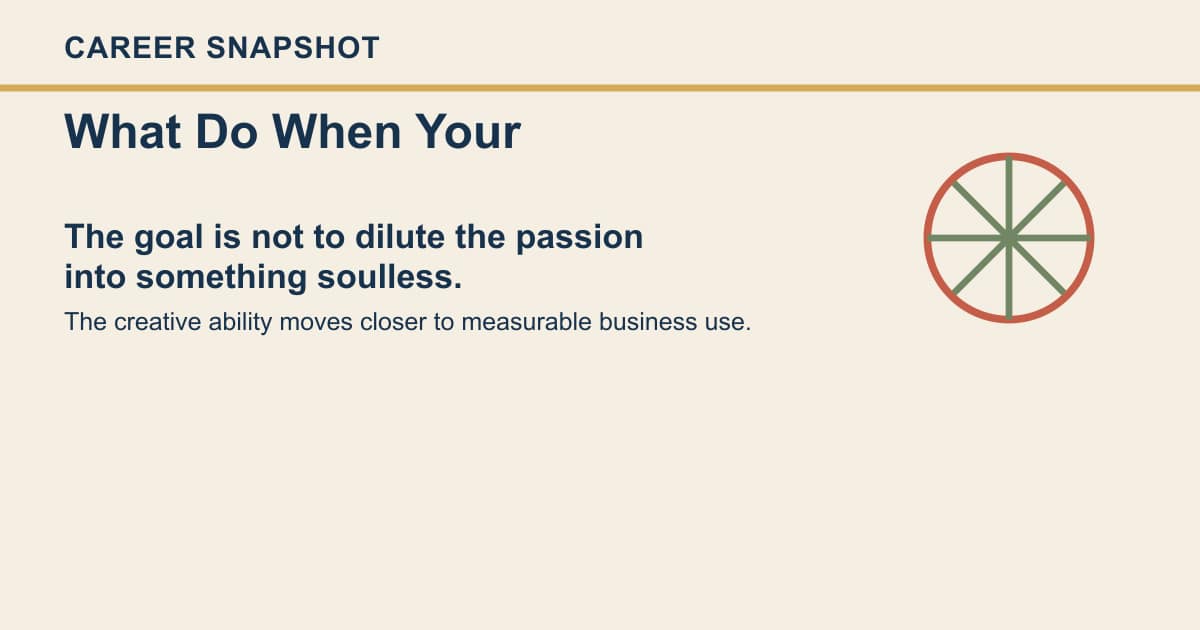 CAREER SNAPSHOT
What Do When Your
The goal is not to dilute the passion
into something soulless.
The creative ability moves closer to measurable business use.